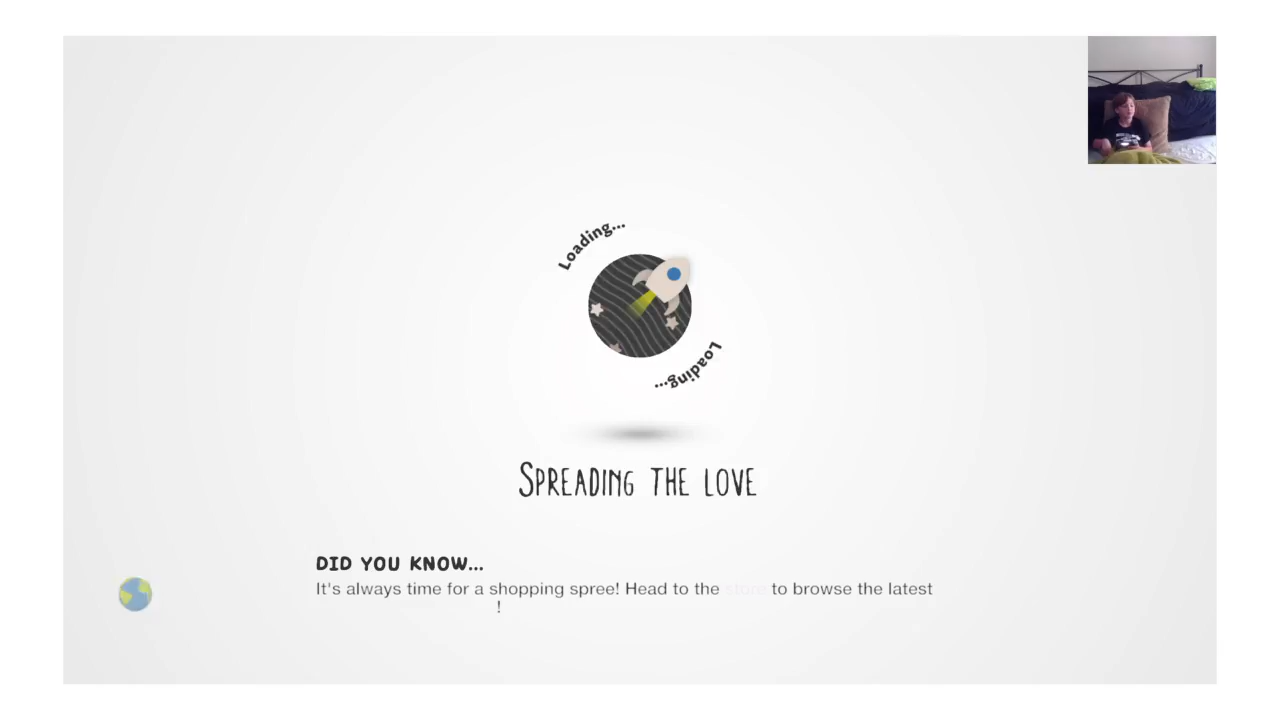 Loading...
Loading...
Spreading the love
DID YOU KNOW...
It's always time for a shopping spree! Head to the store to browse the latest
!